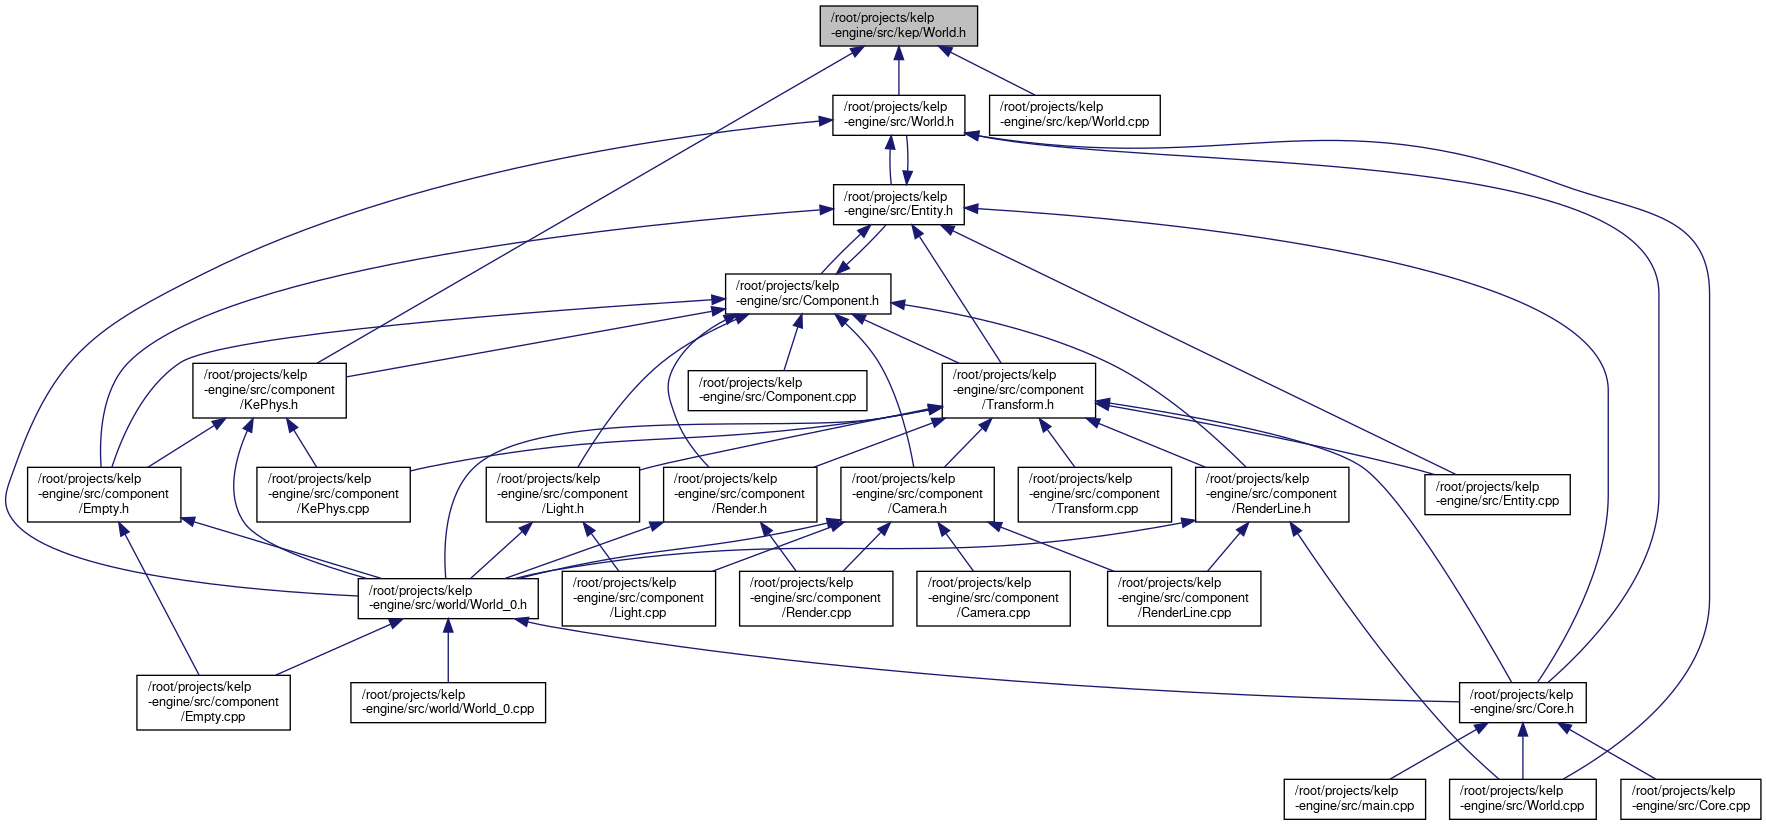 /root/projects/kelp
-engine/src/kep/World.h
/root/projects/kelp
-engine/src/World.h
/root/projects/kelp
-engine/src/kep/World.cpp
/root/projects/kelp
-engine/src/Entity.h
/root/projects/kelp
-engine/src/Component.h
/root/projects/kelp
-engine/src/component
/KePhys.h
/root/projects/kelp
-engine/src/Component.cpp
/root/projects/kelp
-engine/src/component
/Transform.h
/root/projects/kelp
-engine/src/component
/Empty.h
/root/projects/kelp
-engine/src/component
/KePhys.cpp
/root/projects/kelp
-engine/src/component
/Light.h
/root/projects/kelp
-engine/src/component
/Render.h
/root/projects/kelp
-engine/src/component
/Camera.h
/root/projects/kelp
-engine/src/component
/Transform.cpp
/root/projects/kelp
-engine/src/component
/RenderLine.h
/root/projects/kelp
-engine/src/Entity.cpp
/root/projects/kelp
-engine/src/world/World_0.h
/root/projects/kelp
-engine/src/component
/Light.cpp
/root/projects/kelp
-engine/src/component
/Render.cpp
/root/projects/kelp
-engine/src/component
/Camera.cpp
/root/projects/kelp
-engine/src/component
/RenderLine.cpp
/root/projects/kelp
-engine/src/component
/Empty.cpp
/root/projects/kelp
-engine/src/world/World_0.cpp
/root/projects/kelp
-engine/src/Core.h
/root/projects/kelp
-engine/src/main.cpp
/root/projects/kelp
-engine/src/World.cpp
/root/projects/kelp
-engine/src/Core.cpp